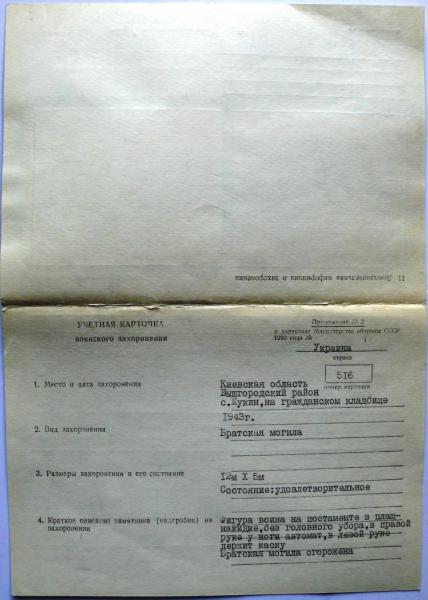 11. Дополнительная информация о захоронении
УЧЕТНАЯ КАРТОЧКА
воинского захоронения
Приложение № 2
к директиве Министерства обороны СССР
1990 года №
Украина
страна
516
номер карточки
1. Место и дата захоронения
Киевская область
Вышгородский район
с.Жукин, на гражданском кладбище
1943г.
2. Вид захоронения
Братская могила
3. Размеры захоронения и его состояние
12м X 5м
Состояние:удовлетворительное
4. Краткое описание памятника (надгробия) на
захоронении
Фигура воина на постаменте в плащ-
накидке,без головного убора,в правой
руке у ноги автомат,в левой руке
держит каску
Братская могила огорожена